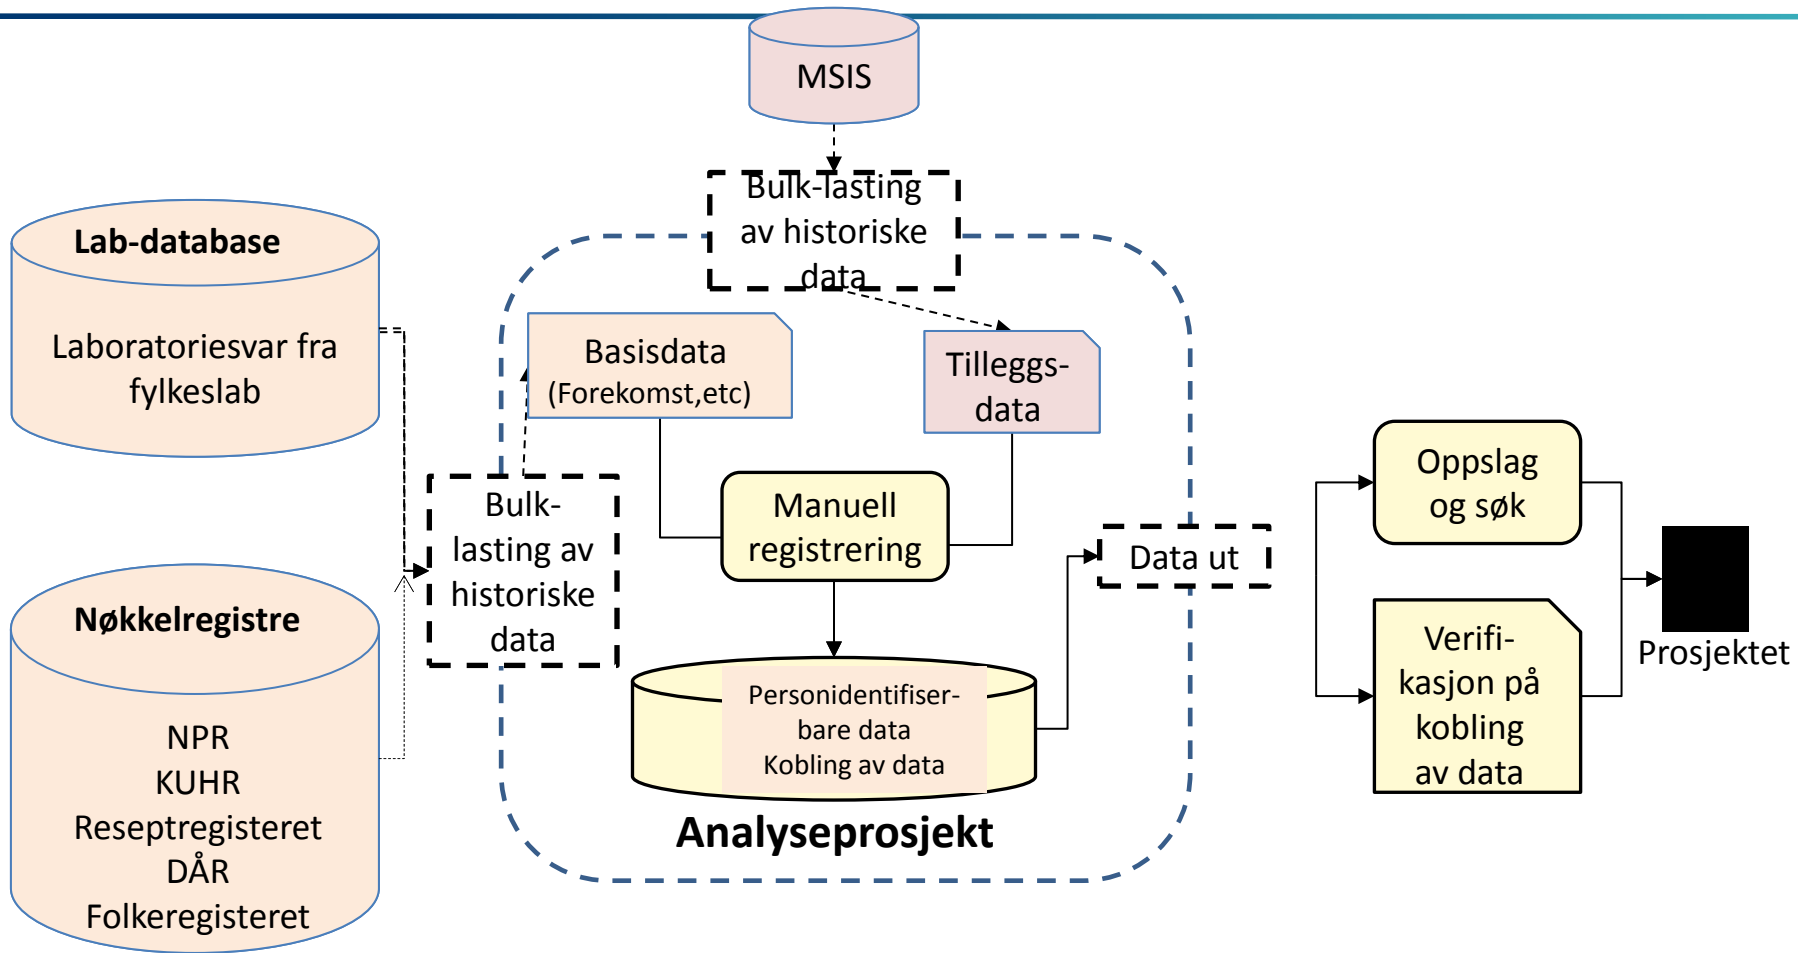 MSIS
Bulk-lasting
av historiske
data
Lab-database
Laboratoriesvar fra
fylkeslab
Basisdata
(Forekomst,etc)
Tilleggs-
data
Bulk-
lasting av
historiske
data
Manuell
registrering
Data ut
Oppslag
og søk
Nøkkelregistre
NPR
KUHR
Reseptregisteret
DÅR
Folkeregisteret
Personidentifiser-
bare data
Kobling av data
Analyseprosjekt
Verifi-
kasjon på
kobling
av data
Prosjektet